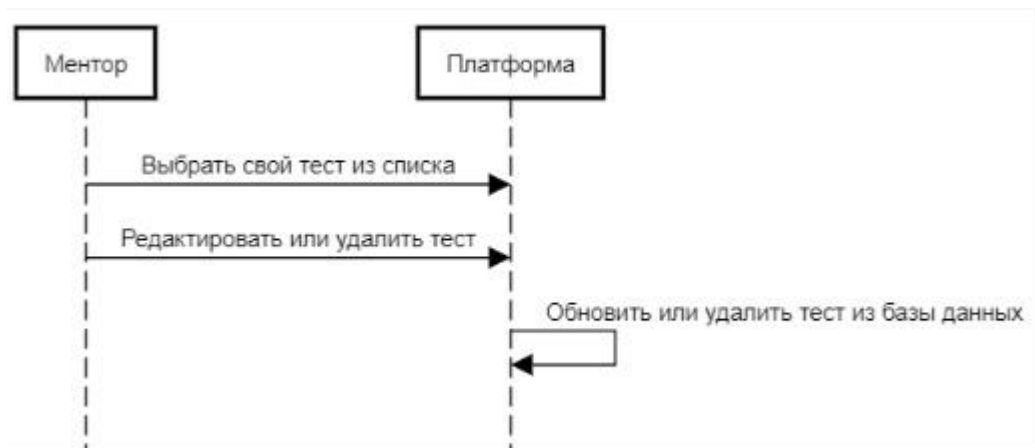 Ментор
Платформа
Выбрать свой тест из списка
Редактировать или удалить тест
Обновить или удалить тест из базы данных